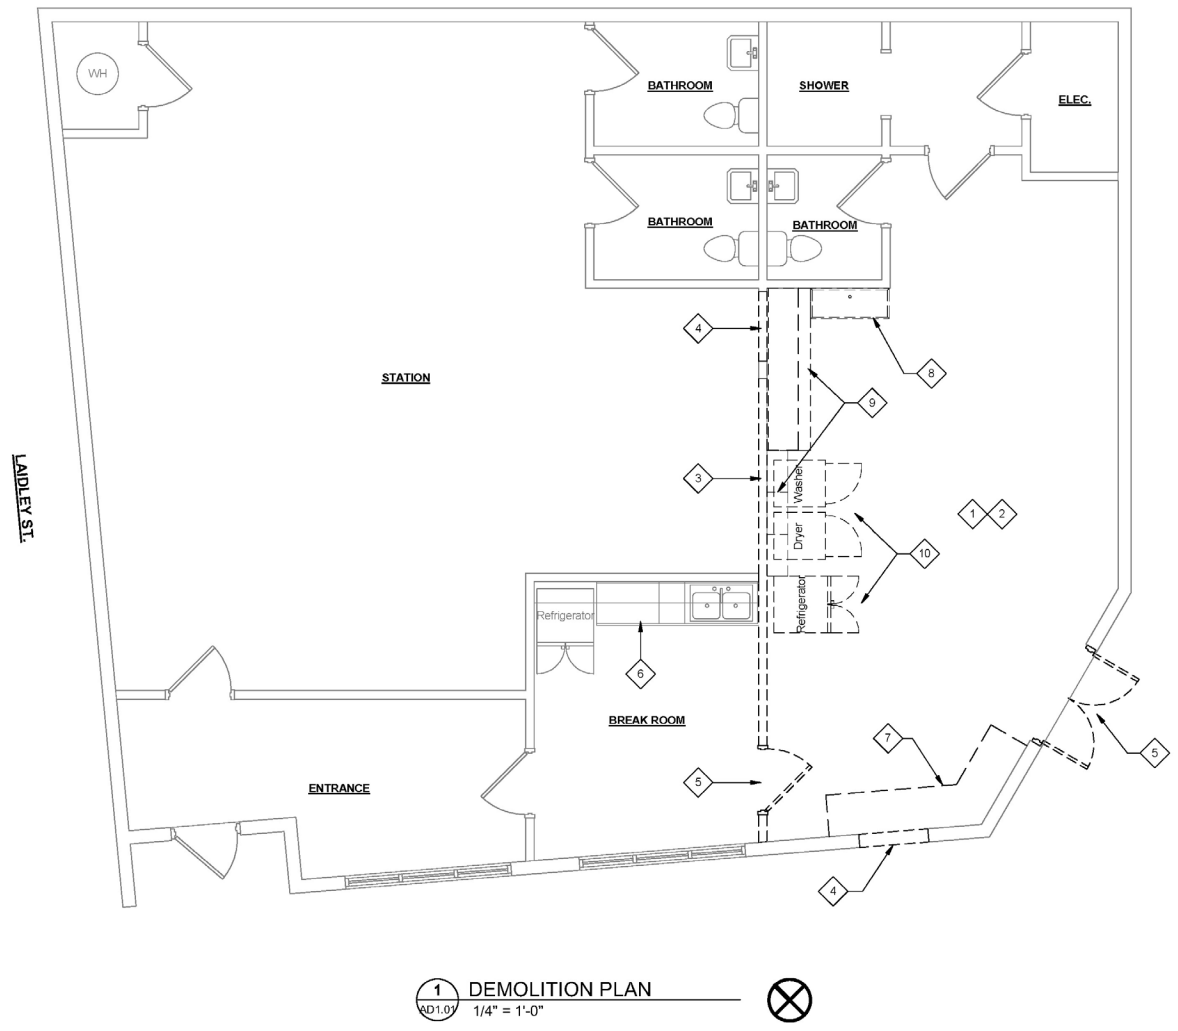 WH
BATHROOM
SHOWER
ELEC.
BATHROOM
BATHROOM
4
8
STATION
9
LAIDLEY ST.
3
Washer
1
2
Dryer
10
Refrigerator
Refrigerator
6
BREAK ROOM
7
5
5
ENTRANCE
4
1
DEMOLITION PLAN
AD1.01
1/4" = 1'-0"